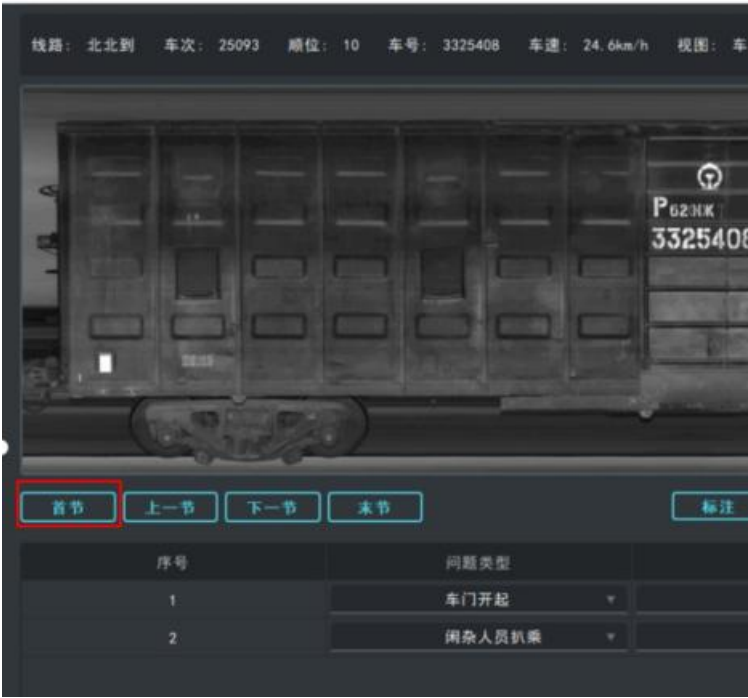 线路: 北北到 车次: 25093 顺位: 10 车号: 3325408 车速: 24.6km/h 视图: 车
P62NK
3325408
首节 上一节 下一节 末节 标注
序号 问题类型
1 车门开起
2 闲杂人员扒乘